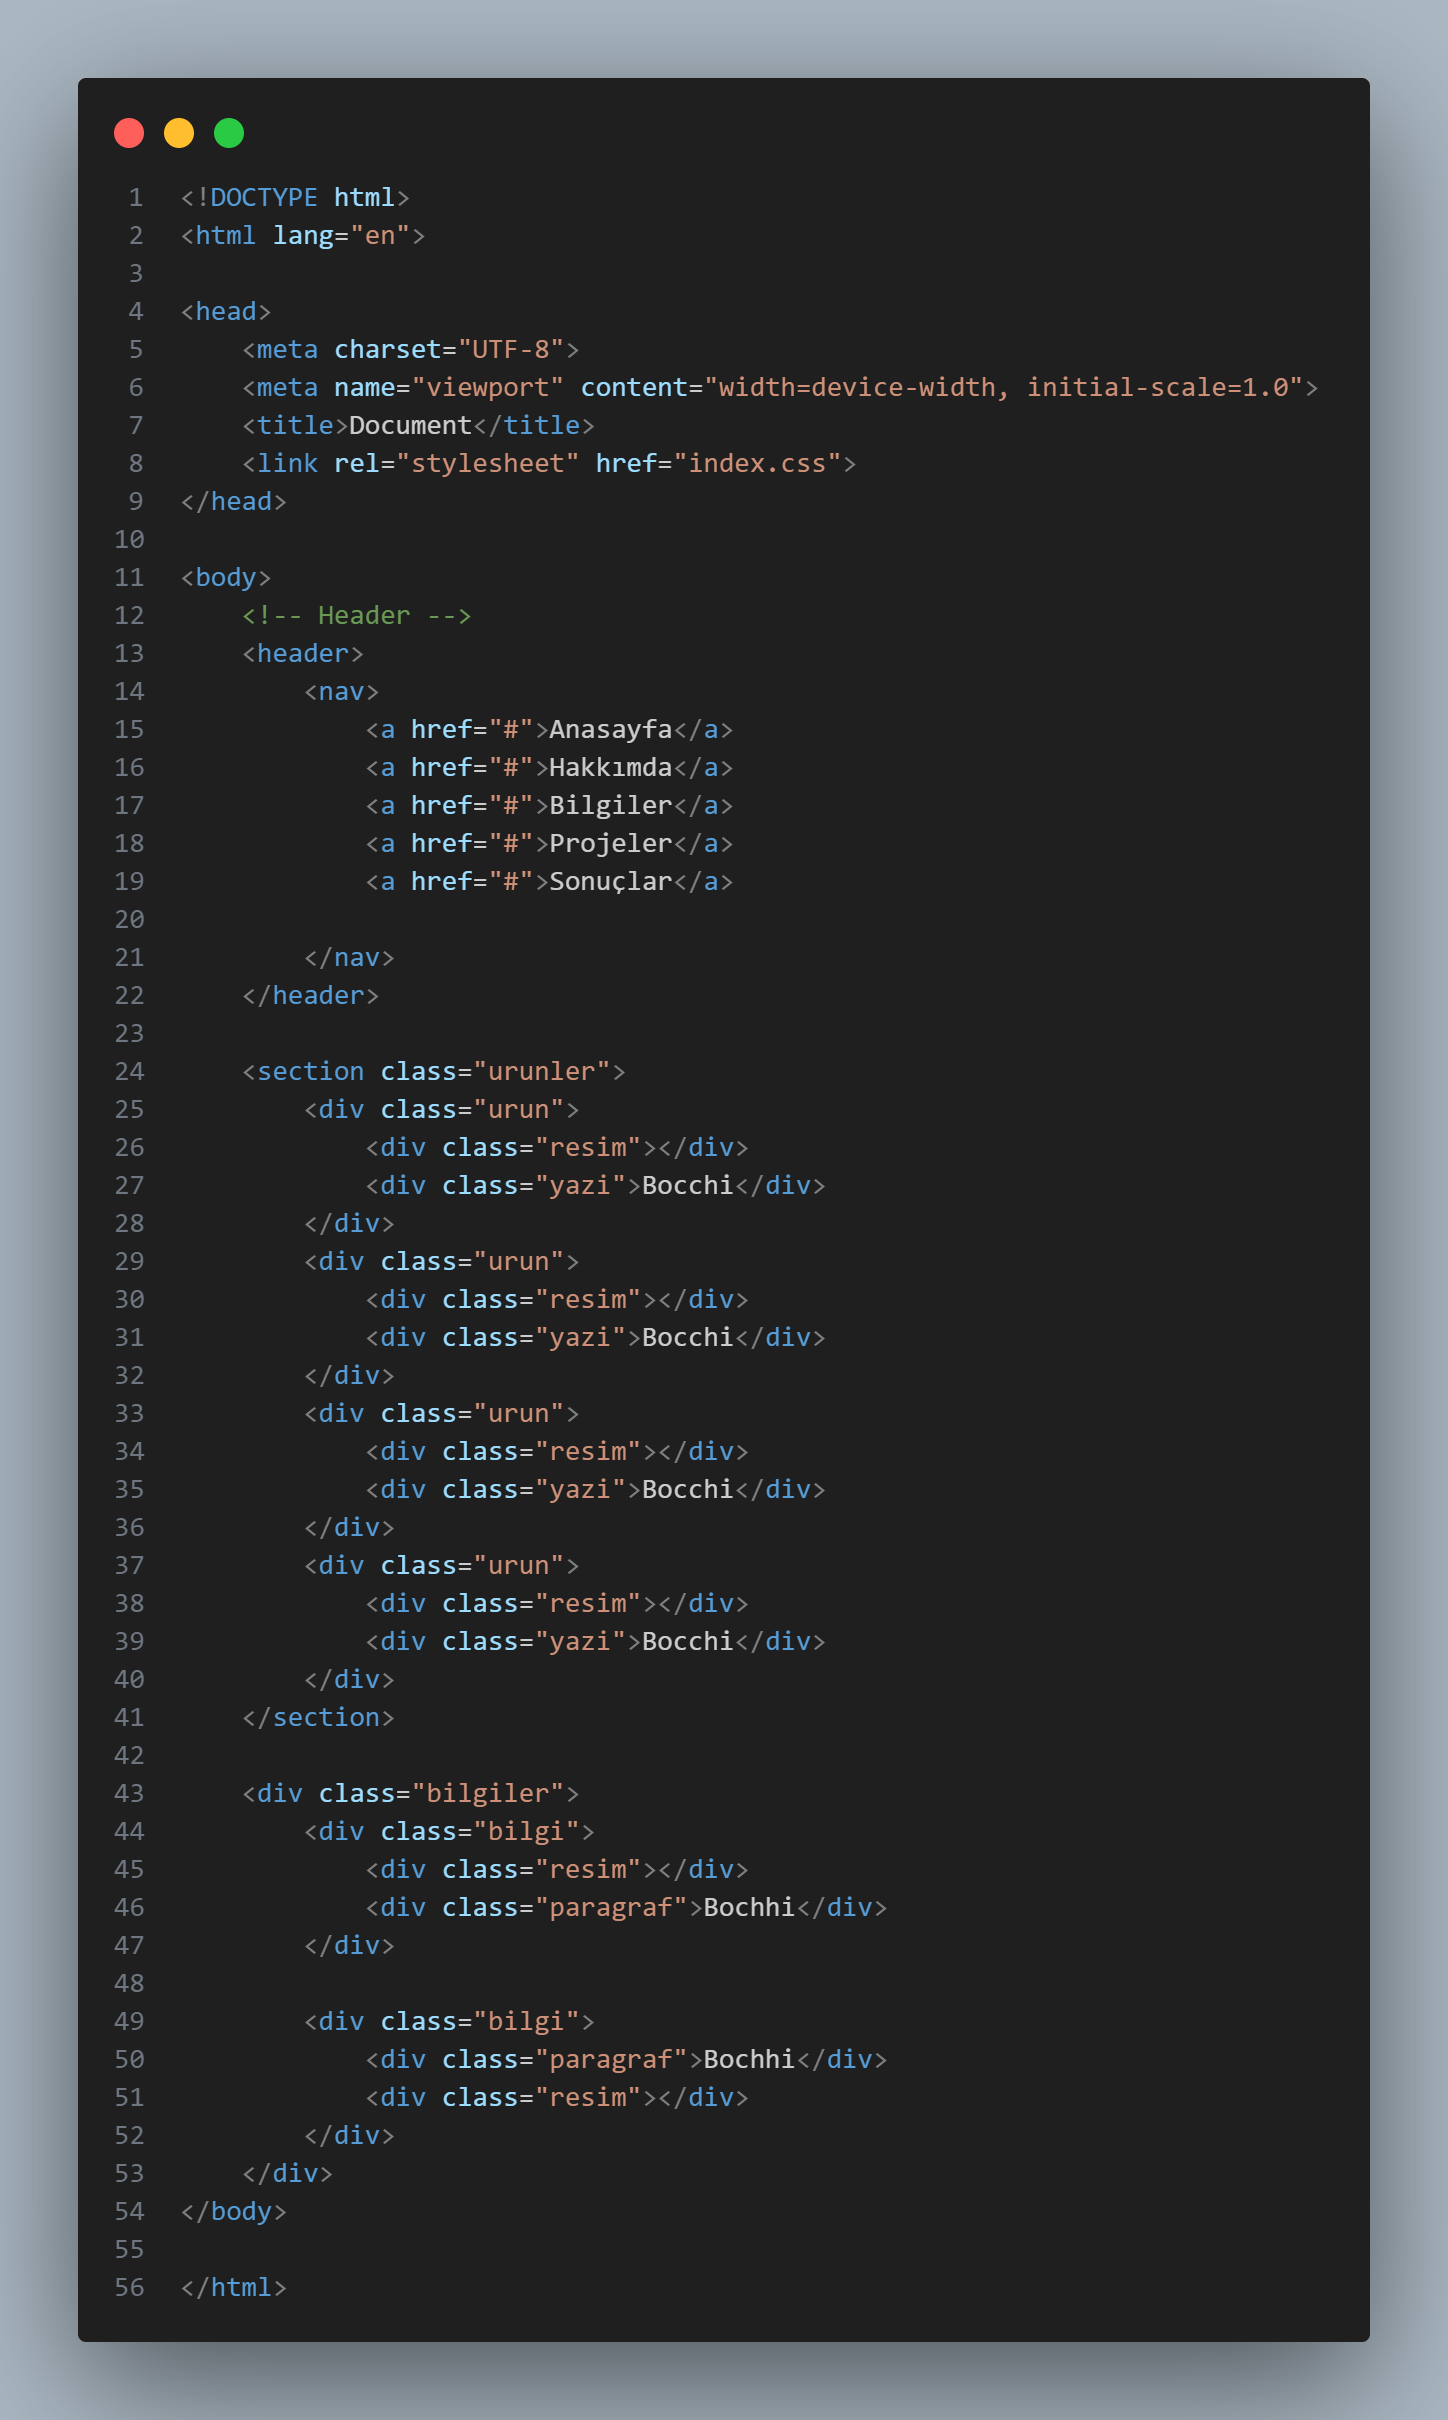 1 <!DOCTYPE html>
2 <html lang="en">
3
4 <head>
5     <meta charset="UTF-8">
6     <meta name="viewport" content="width=device-width, initial-scale=1.0">
7     <title>Document</title>
8     <link rel="stylesheet" href="index.css">
9 </head>
10
11 <body>
12     <!-- Header -->
13     <header>
14         <nav>
15             <a href="#">Anasayfa</a>
16             <a href="#">Hakkımda</a>
17             <a href="#">Bilgiler</a>
18             <a href="#">Projeler</a>
19             <a href="#">Sonuçlar</a>
20
21         </nav>
22     </header>
23
24     <section class="urunler">
25         <div class="urun">
26             <div class="resim"></div>
27             <div class="yazi">Bocchi</div>
28         </div>
29         <div class="urun">
30             <div class="resim"></div>
31             <div class="yazi">Bocchi</div>
32         </div>
33         <div class="urun">
34             <div class="resim"></div>
35             <div class="yazi">Bocchi</div>
36         </div>
37         <div class="urun">
38             <div class="resim"></div>
39             <div class="yazi">Bocchi</div>
40         </div>
41     </section>
42
43     <div class="bilgiler">
44         <div class="bilgi">
45             <div class="resim"></div>
46             <div class="paragraf">Bochhi</div>
47         </div>
48
49         <div class="bilgi">
50             <div class="paragraf">Bochhi</div>
51             <div class="resim"></div>
52         </div>
53     </div>
54 </body>
55
56 </html>